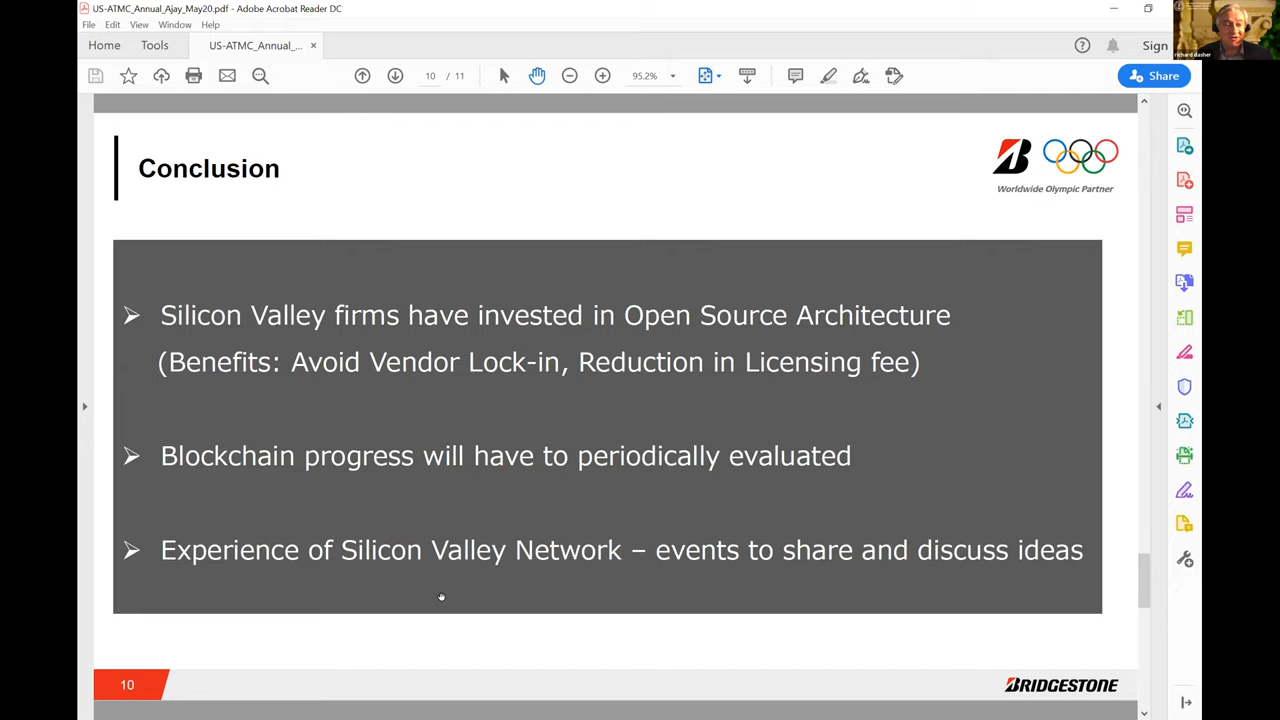 US-ATMC_Annual_Ajay_May20.pdf - Adobe Acrobat Reader DC
File Edit View Window Help
Home Tools US-ATMC_Annual_... × Sign
10 / 11 95.2% Share
richard dasher
Conclusion
Worldwide Olympic Partner
➢ Silicon Valley firms have invested in Open Source Architecture
(Benefits: Avoid Vendor Lock-in, Reduction in Licensing fee)
➢ Blockchain progress will have to periodically evaluated
➢ Experience of Silicon Valley Network – events to share and discuss ideas
10
BRIDGESTONE